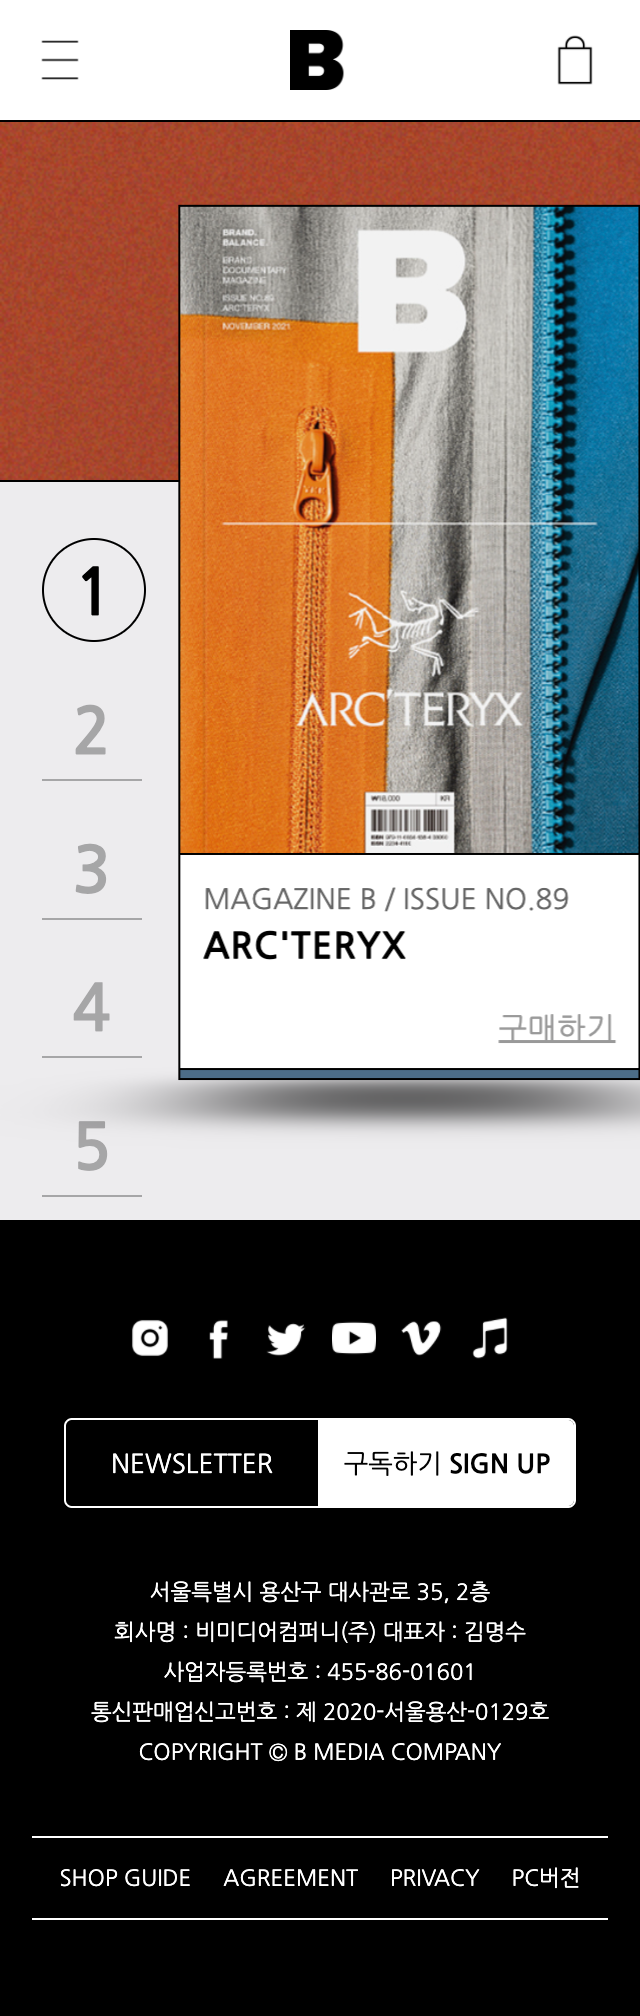 B
BRAND.
BALANCE.
BRAND
DOCUMENTARY
MAGAZINE
ISSUE NO.89
ARC'TERYX
NOVEMBER 2021
B
ARC'TERYX
₩18,000 KR
MAGAZINE B / ISSUE NO.89
ARC'TERYX
구매하기
1
2
3
4
5
NEWSLETTER 구독하기 SIGN UP
서울특별시 용산구 대사관로 35, 2층
회사명 : 비미디어컴퍼니(주) 대표자 : 김명수
사업자등록번호 : 455-86-01601
통신판매업신고번호 : 제 2020-서울용산-0129호
COPYRIGHT © B MEDIA COMPANY
SHOP GUIDE AGREEMENT PRIVACY PC버전